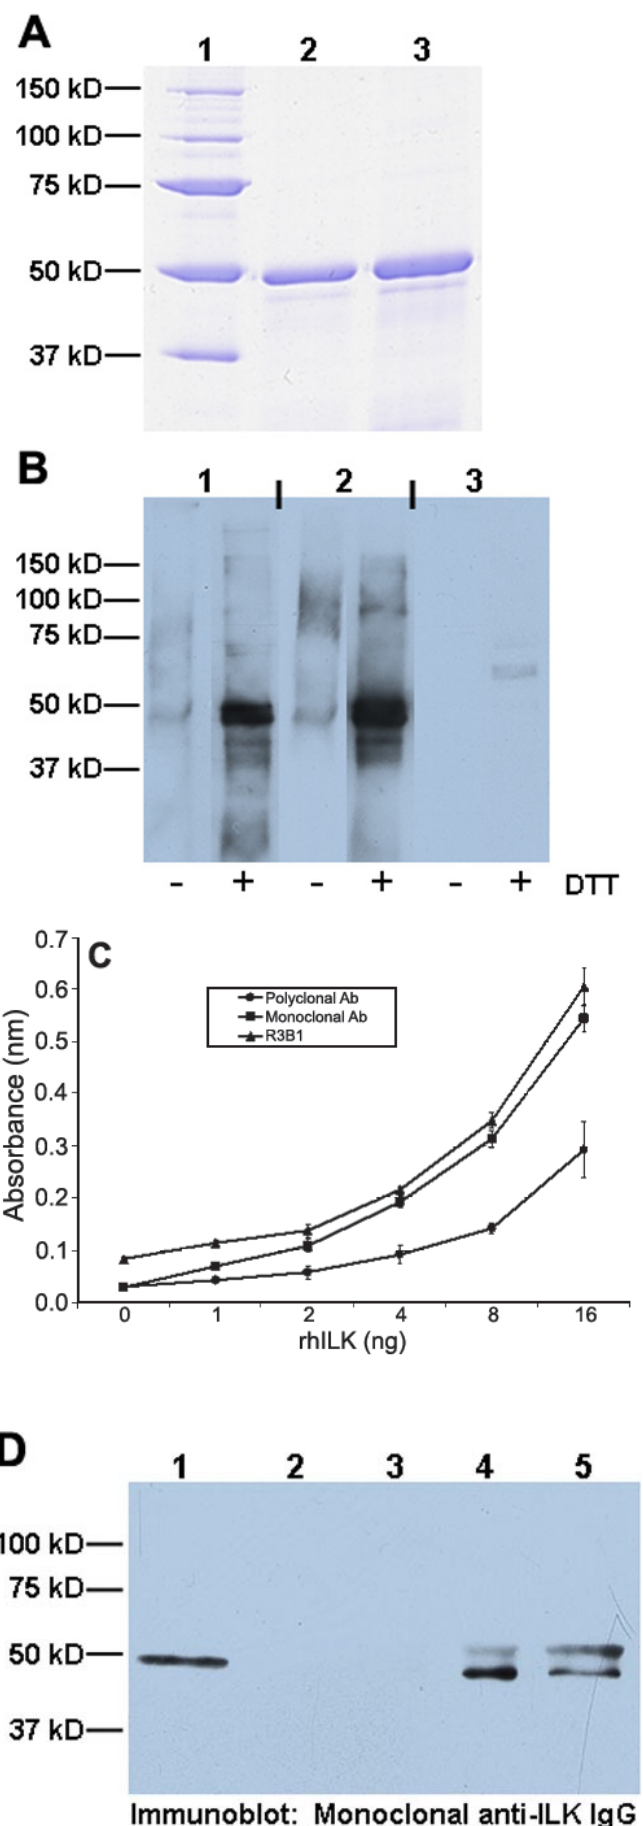 A
1 2 3
150 kD
100 kD
75 kD
50 kD
37 kD
B
1 2 3
150 kD
100 kD
75 kD
50 kD
37 kD
- + - + - + DTT
C
0.7
0.6
0.5
0.4
0.3
0.2
0.1
0.0
Absorbance (nm)
Polyclonal Ab
Monoclonal Ab
R3B1
0 1 2 4 8 16
rhILK (ng)
D
1 2 3 4 5
100 kD
75 kD
50 kD
37 kD
Immunoblot: Monoclonal anti-ILK IgG